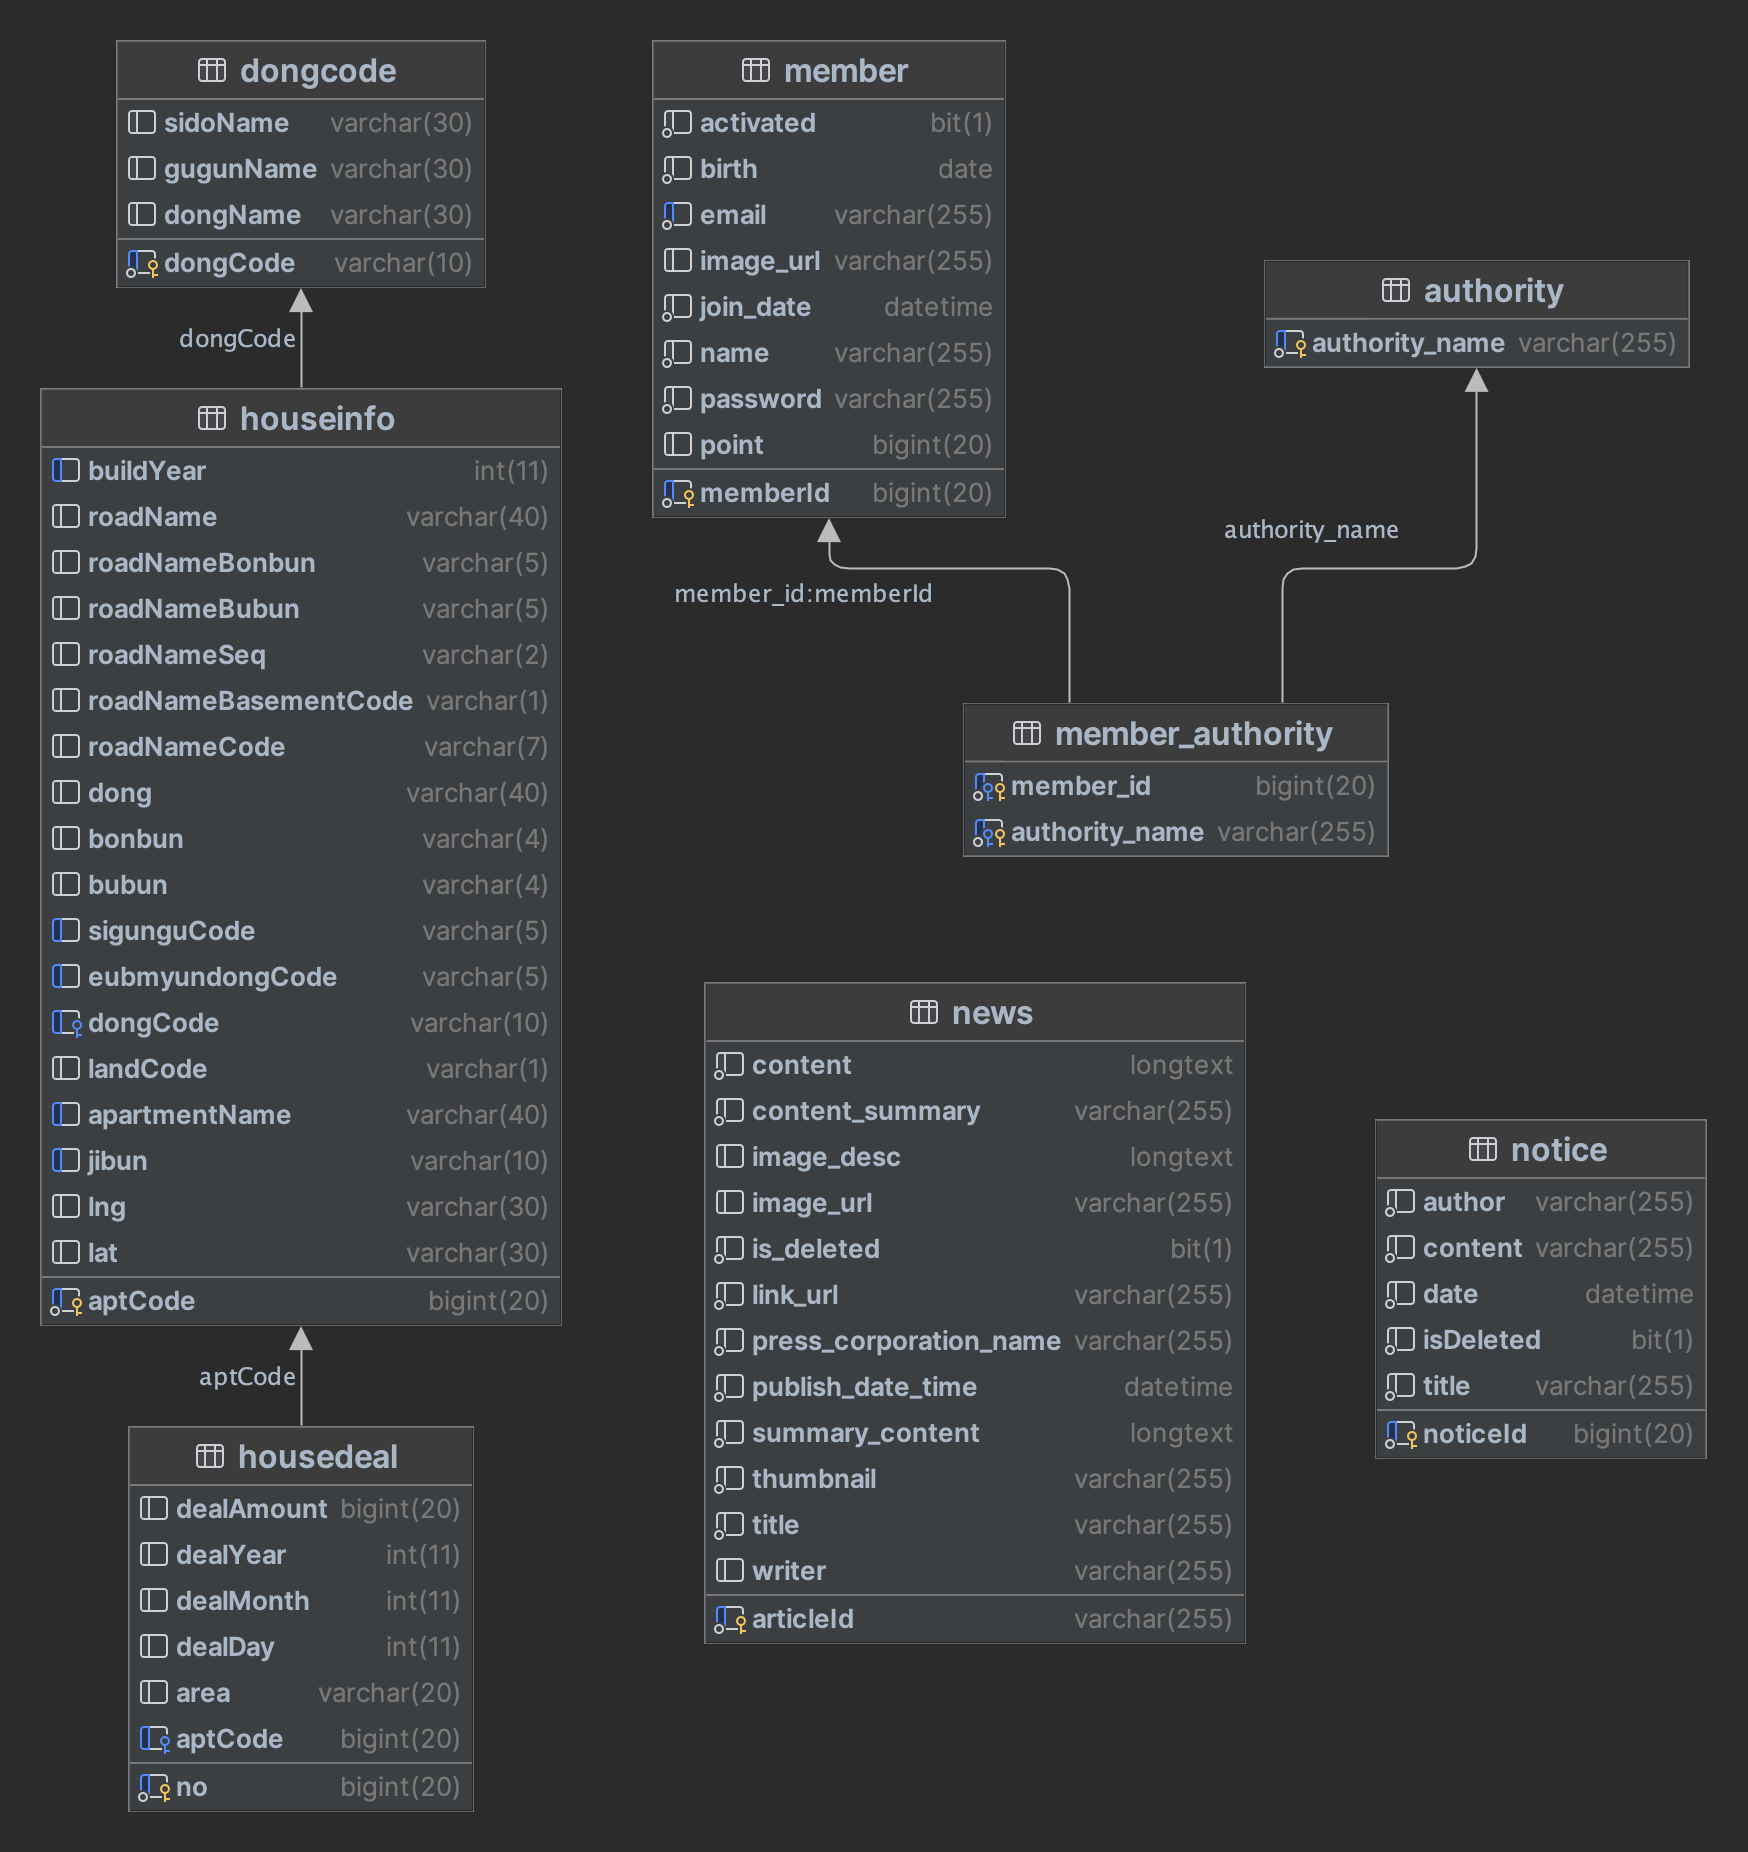 dongcode
sidoName varchar(30)
gugunName varchar(30)
dongName varchar(30)
dongCode varchar(10)
dongCode
houseinfo
buildYear int(11)
roadName varchar(40)
roadNameBonbun varchar(5)
roadNameBubun varchar(5)
roadNameSeq varchar(2)
roadNameBasementCode varchar(1)
roadNameCode varchar(7)
dong varchar(40)
bonbun varchar(4)
bubun varchar(4)
sigunguCode varchar(5)
eubmyundongCode varchar(5)
dongCode varchar(10)
landCode varchar(1)
apartmentName varchar(40)
jibun varchar(10)
lng varchar(30)
lat varchar(30)
aptCode bigint(20)
aptCode
housedeal
dealAmount bigint(20)
dealYear int(11)
dealMonth int(11)
dealDay int(11)
area varchar(20)
aptCode bigint(20)
no bigint(20)
member
activated bit(1)
birth date
email varchar(255)
image_url varchar(255)
join_date datetime
name varchar(255)
password varchar(255)
point bigint(20)
memberId bigint(20)
member_id:memberId
authority
authority_name varchar(255)
authority_name
member_authority
member_id bigint(20)
authority_name varchar(255)
news
content longtext
content_summary varchar(255)
image_desc longtext
image_url varchar(255)
is_deleted bit(1)
link_url varchar(255)
press_corporation_name varchar(255)
publish_date_time datetime
summary_content longtext
thumbnail varchar(255)
title varchar(255)
writer varchar(255)
articleId varchar(255)
notice
author varchar(255)
content varchar(255)
date datetime
isDeleted bit(1)
title varchar(255)
noticeId bigint(20)